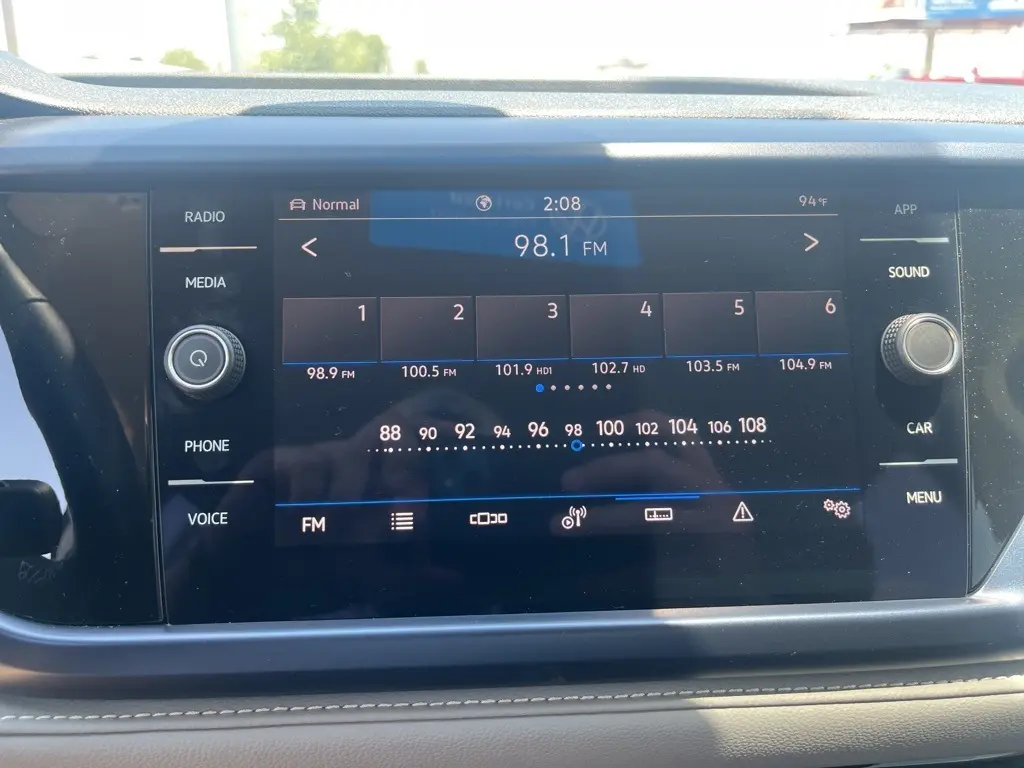 RADIO
MEDIA
PHONE
VOICE
Normal 2:08 94°F
98.1 FM
1 2 3 4 5 6
98.9 FM 100.5 FM 101.9 HD1 102.7 HD 103.5 FM 104.9 FM
88 90 92 94 96 98 100 102 104 106 108
FM
APP
SOUND
CAR
MENU